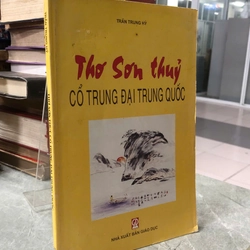 TRẦN TRUNG HỶ
Thơ Sơn thuỷ
CỔ TRUNG ĐẠI TRUNG QUỐC
NHÀ XUẤT BẢN GIÁO DỤC